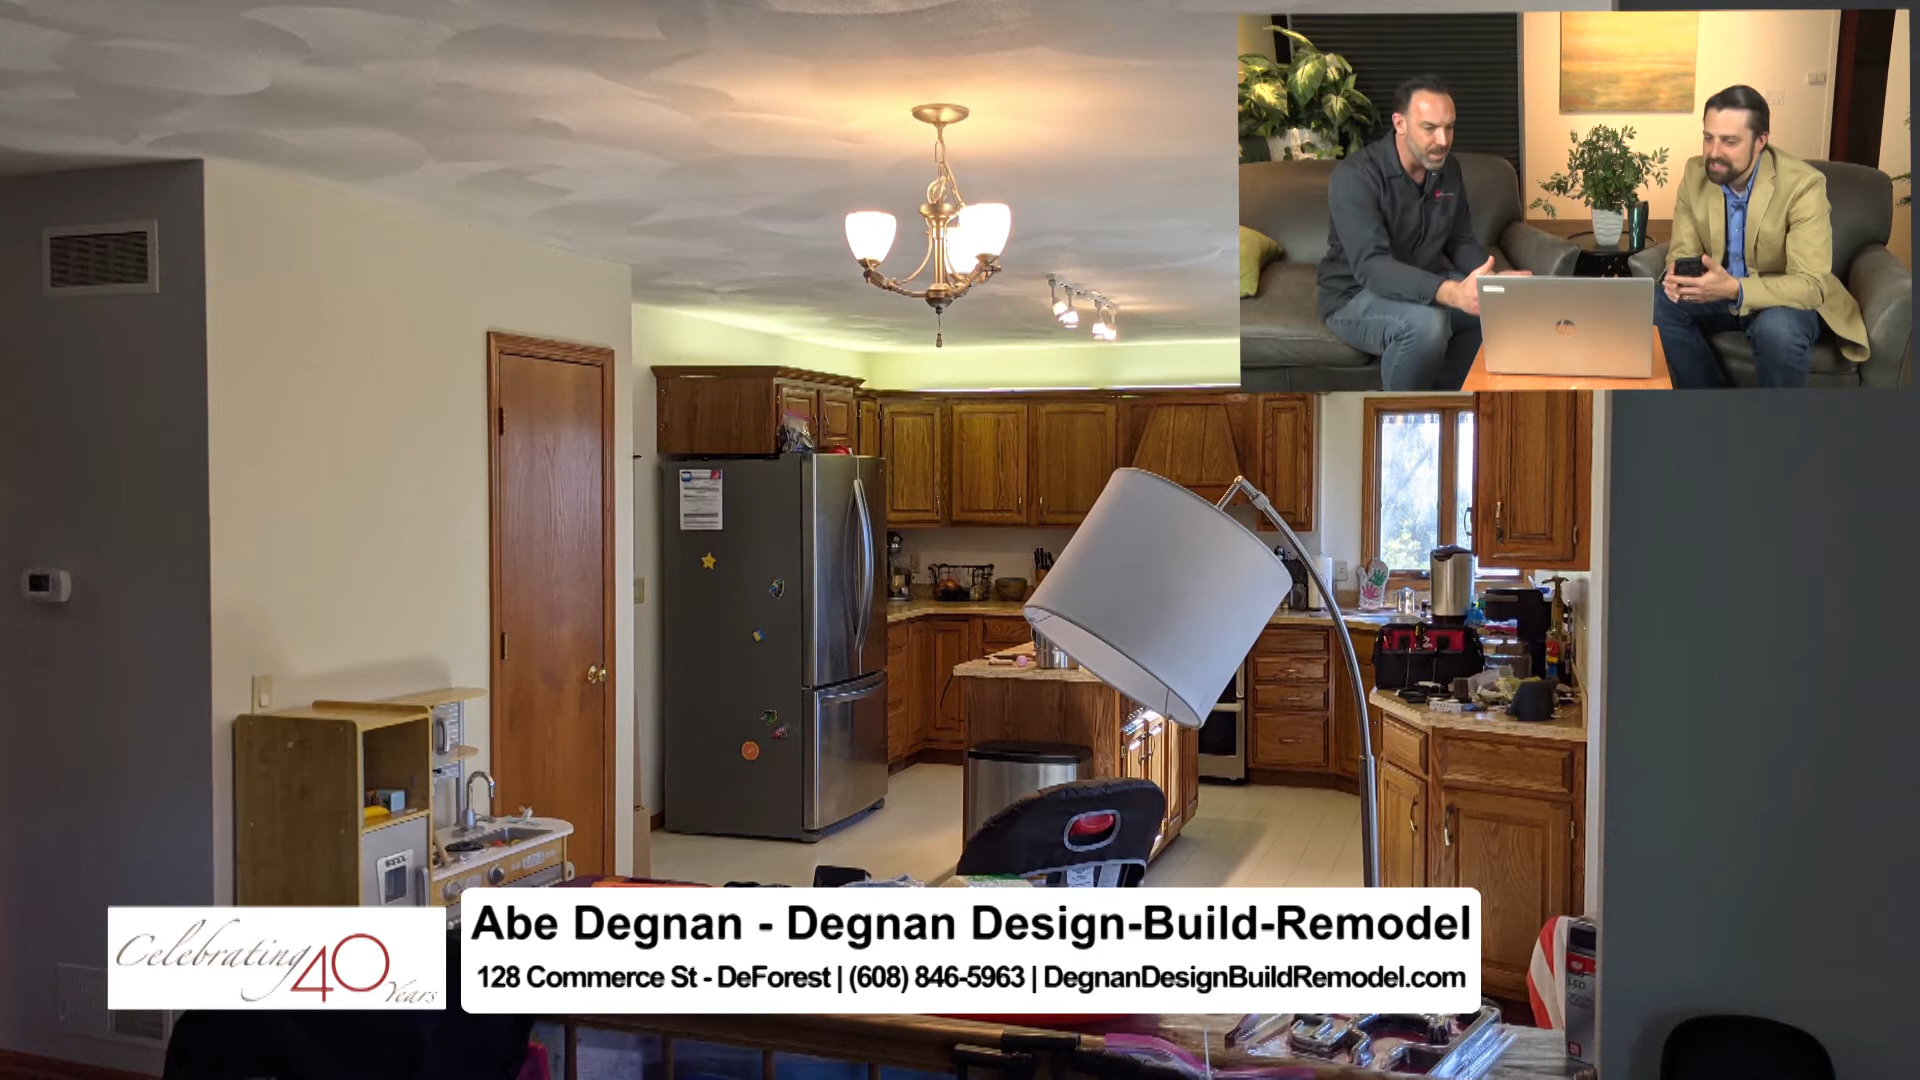 Celebrating 40 Years
Abe Degnan - Degnan Design-Build-Remodel
128 Commerce St - DeForest | (608) 846-5963 | DegnanDesignBuildRemodel.com